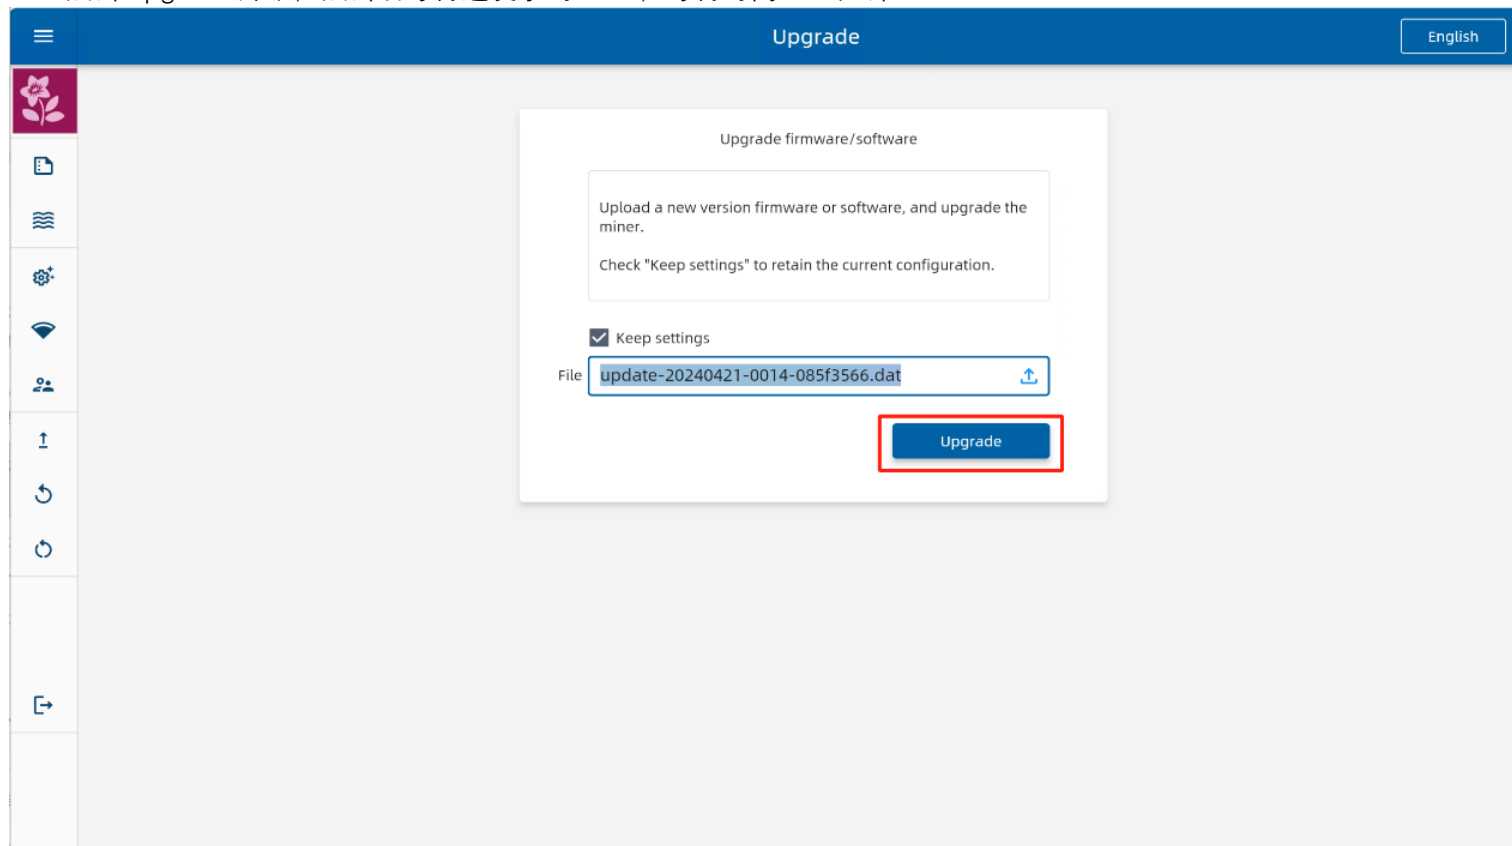 Upgrade
English
Upgrade firmware/software
Upload a new version firmware or software, and upgrade the
miner.
Check "Keep settings" to retain the current configuration.
Keep settings
File update-20240421-0014-085f3566.dat
Upgrade